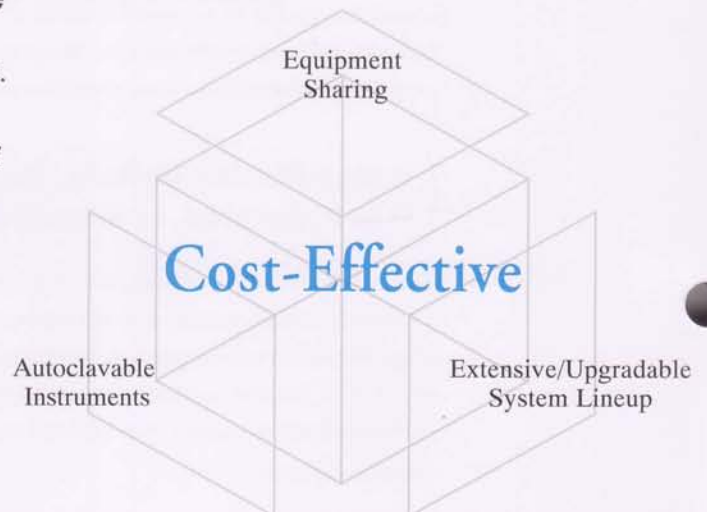 Equipment
Sharing
Cost-Effective
Autoclavable
Instruments
Extensive/Upgradable
System Lineup